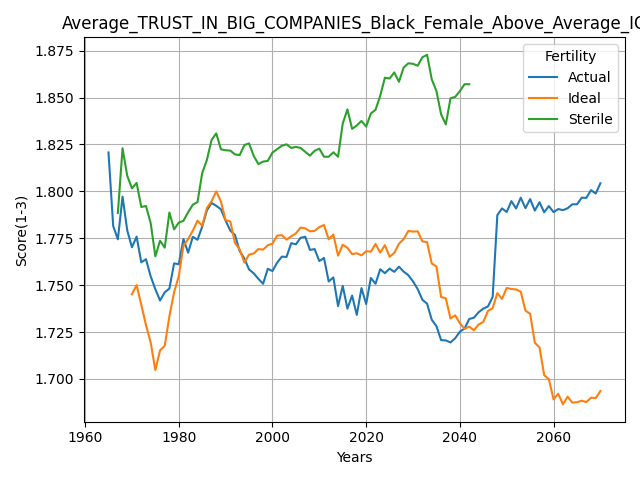 Average_TRUST_IN_BIG_COMPANIES_Black_Female_Above_Average_IQ
1.875
1.850
1.825
1.800
1.775
1.750
1.725
1.700
Score(1-3)
1960
1980
2000
2020
2040
2060
Years
Fertility
Actual
Ideal
Sterile